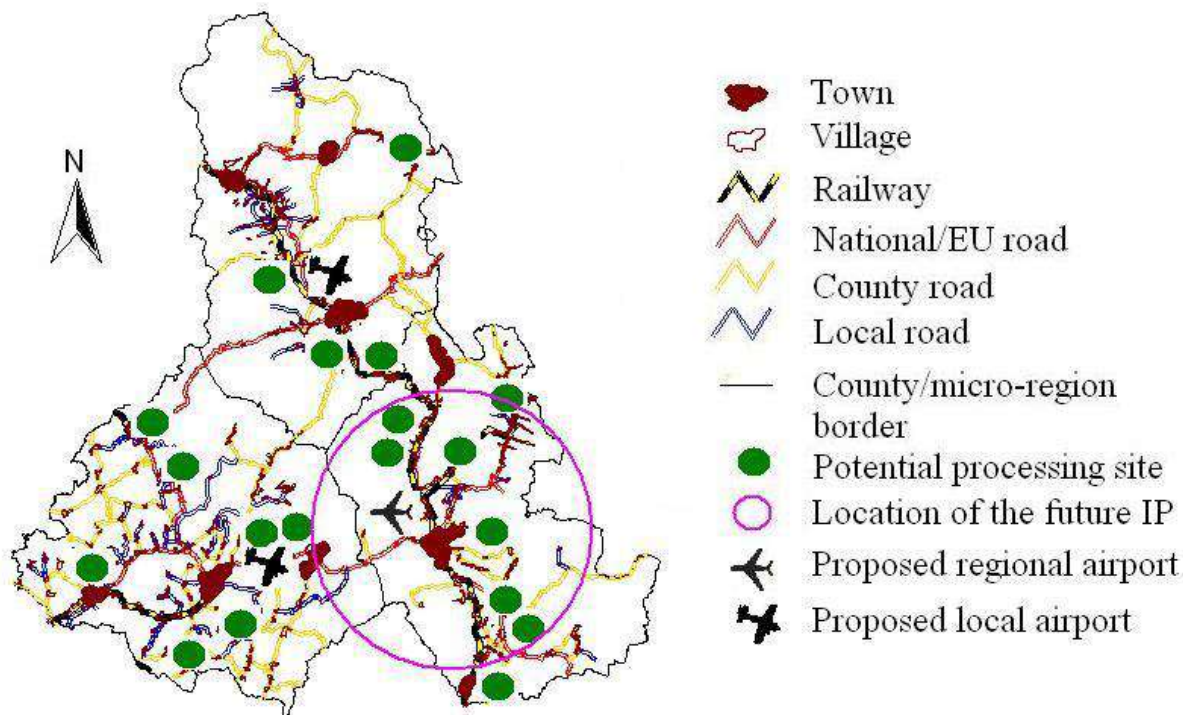 N
Town
Village
Railway
National/EU road
County road
Local road
County/micro-region
border
Potential processing site
Location of the future IP
Proposed regional airport
Proposed local airport